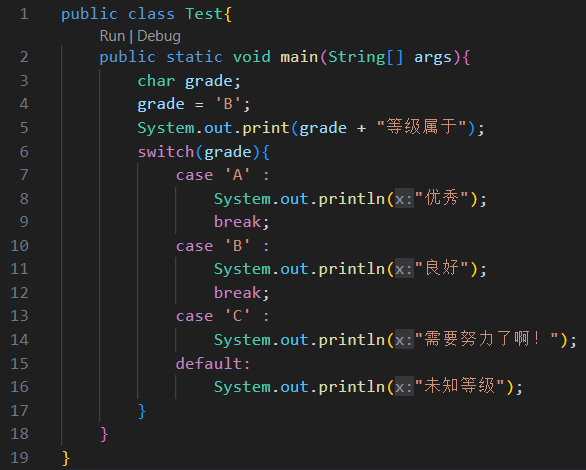 1 public class Test{
Run | Debug
2 public static void main(String[] args){
3 char grade;
4 grade = 'B';
5 System.out.print(grade + "等级属于");
6 switch(grade){
7 case 'A' :
8 System.out.println(x:"优秀");
9 break;
10 case 'B' :
11 System.out.println(x:"良好");
12 break;
13 case 'C' :
14 System.out.println(x:"需要努力了啊！");
15 default:
16 System.out.println(x:"未知等级");
17 }
18 }
19 }